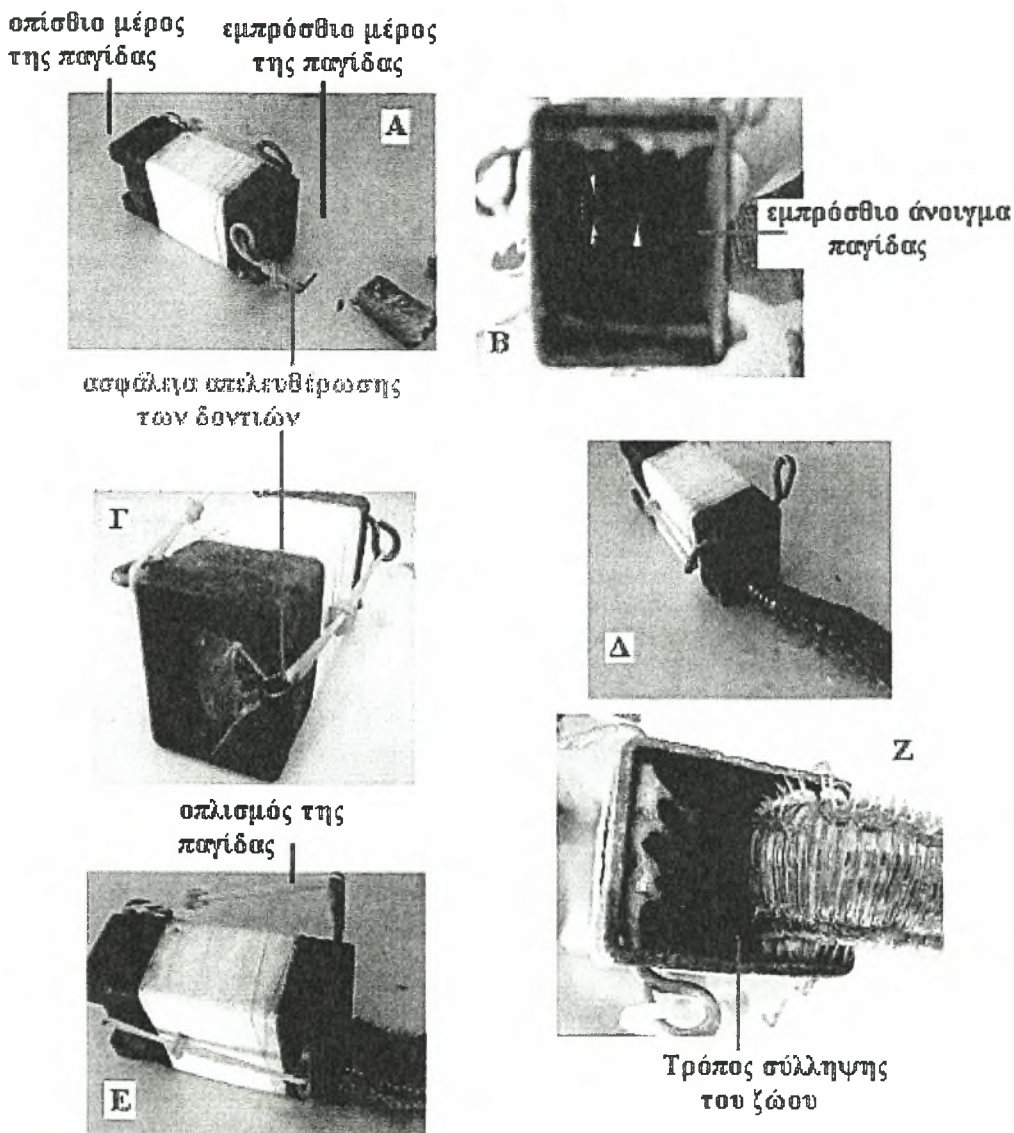 οπίσθιο μέρος
της παγίδας
εμπρόσθιο μέρος
της παγίδας
A
B
εμπρόσθιο άνοιγμα
παγίδας
ασφάλεια απελευθέρωσης
των δοντιών
Γ
Δ
οπλισμός της
παγίδας
Z
E
Τρόπος σύλληψης
του ζώου